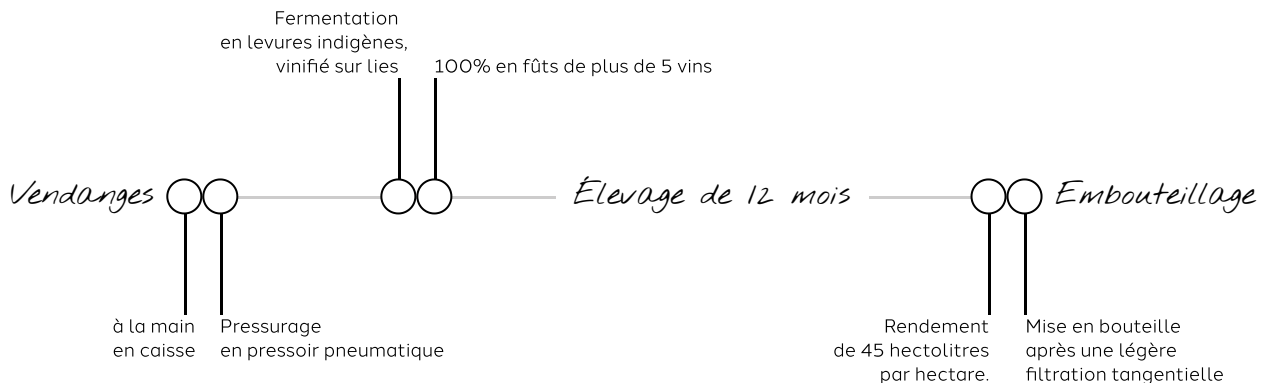 Fermentation
en levures indigènes,
vinifié sur lies
100% en fûts de plus de 5 vins
Vendanges
Élevage de 12 mois
Embouteillage
à la main
en caisse
Pressurage
en pressoir pneumatique
Rendement
de 45 hectolitres
par hectare.
Mise en bouteille
après une légère
filtration tangentielle